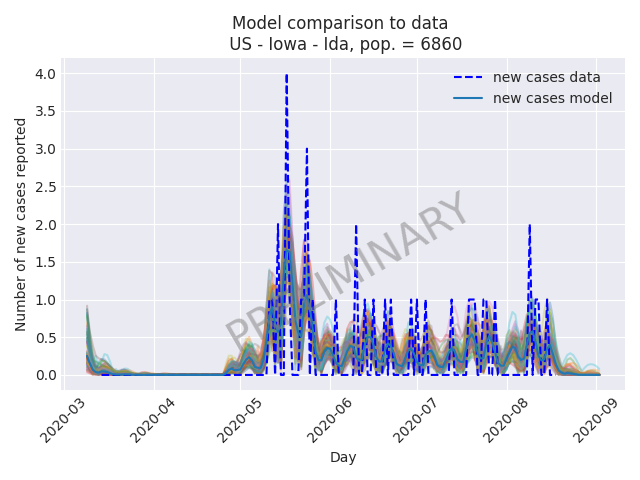 Model comparison to data
US - Iowa - Ida, pop. = 6860
new cases data
new cases model
PRELIMINARY
Number of new cases reported
4.0
3.5
3.0
2.5
2.0
1.5
1.0
0.5
0.0
2020-03
2020-04
2020-05
2020-06
2020-07
2020-08
2020-09
Day